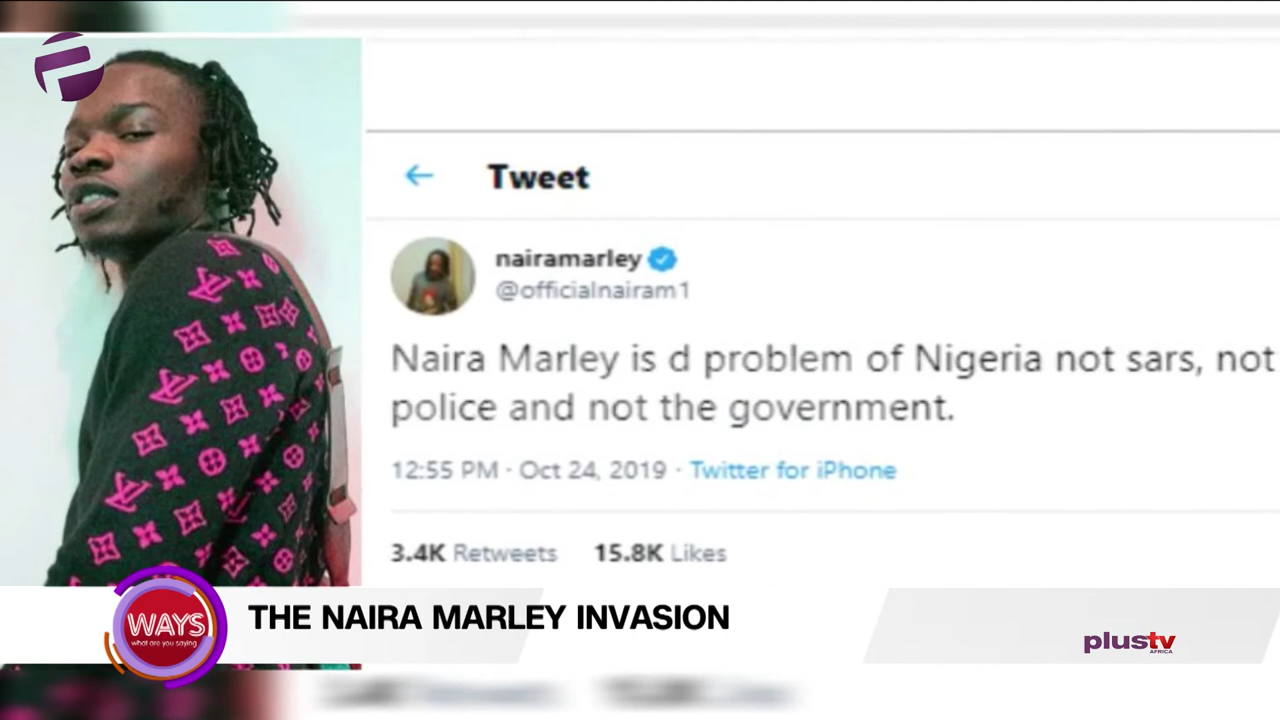 Tweet
nairamarley
@officialnairam1
Naira Marley is d problem of Nigeria not sars, not
police and not the government.
12:55 PM · Oct 24, 2019 · Twitter for iPhone
3.4K Retweets 15.8K Likes
WAYS
what are you saying
THE NAIRA MARLEY INVASION
plustv
AFRICA